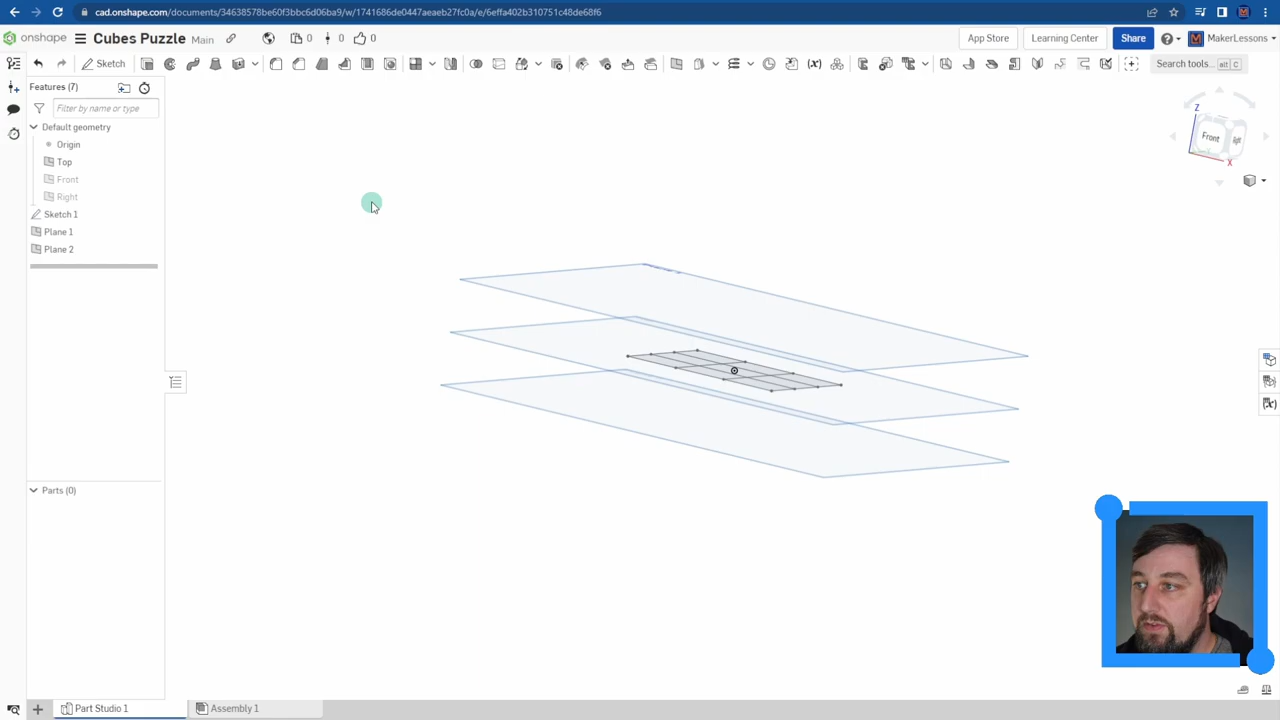 cad.onshape.com/documents/34638578be60f3bbc6d06ba9/w/1741686de0447aeaeb27fc0a/e/6effa402b310751c48de68f6
onshape Cubes Puzzle Main 0 0 0 App Store Learning Center Share MakerLessons
Sketch Search tools... alt C
Features (7)
Filter by name or type
Default geometry
Origin
Top
Front
Right
Sketch 1
Plane 1
Plane 2
Parts (0)
Z
Front
Right
X
Part Studio 1 Assembly 1